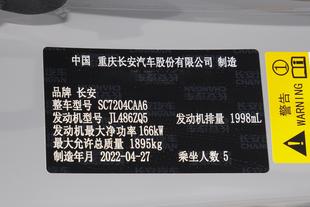 中国 重庆长安汽车股份有限公司 制造
品牌 长安
整车型号 SC7204CAA6
发动机型号 JL486ZQ5 发动机排量 1998mL
发动机最大净功率 166kW
最大允许总质量 1895kg
制造年月 2022-04-27 乘坐人数 5
警告